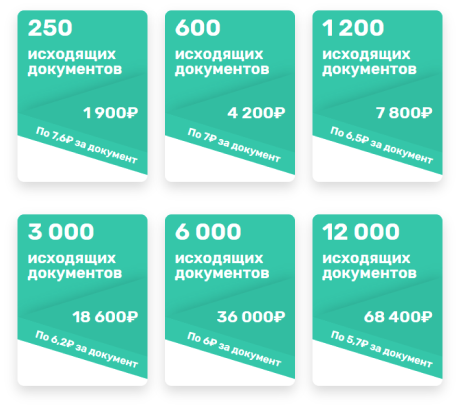 250
исходящих
документов
1 900₽
По 7,6₽ за документ
600
исходящих
документов
4 200₽
По 7₽ за документ
1 200
исходящих
документов
7 800₽
По 6,5₽ за документ
3 000
исходящих
документов
18 600₽
По 6,2₽ за документ
6 000
исходящих
документов
36 000₽
По 6₽ за документ
12 000
исходящих
документов
68 400₽
По 5,7₽ за документ